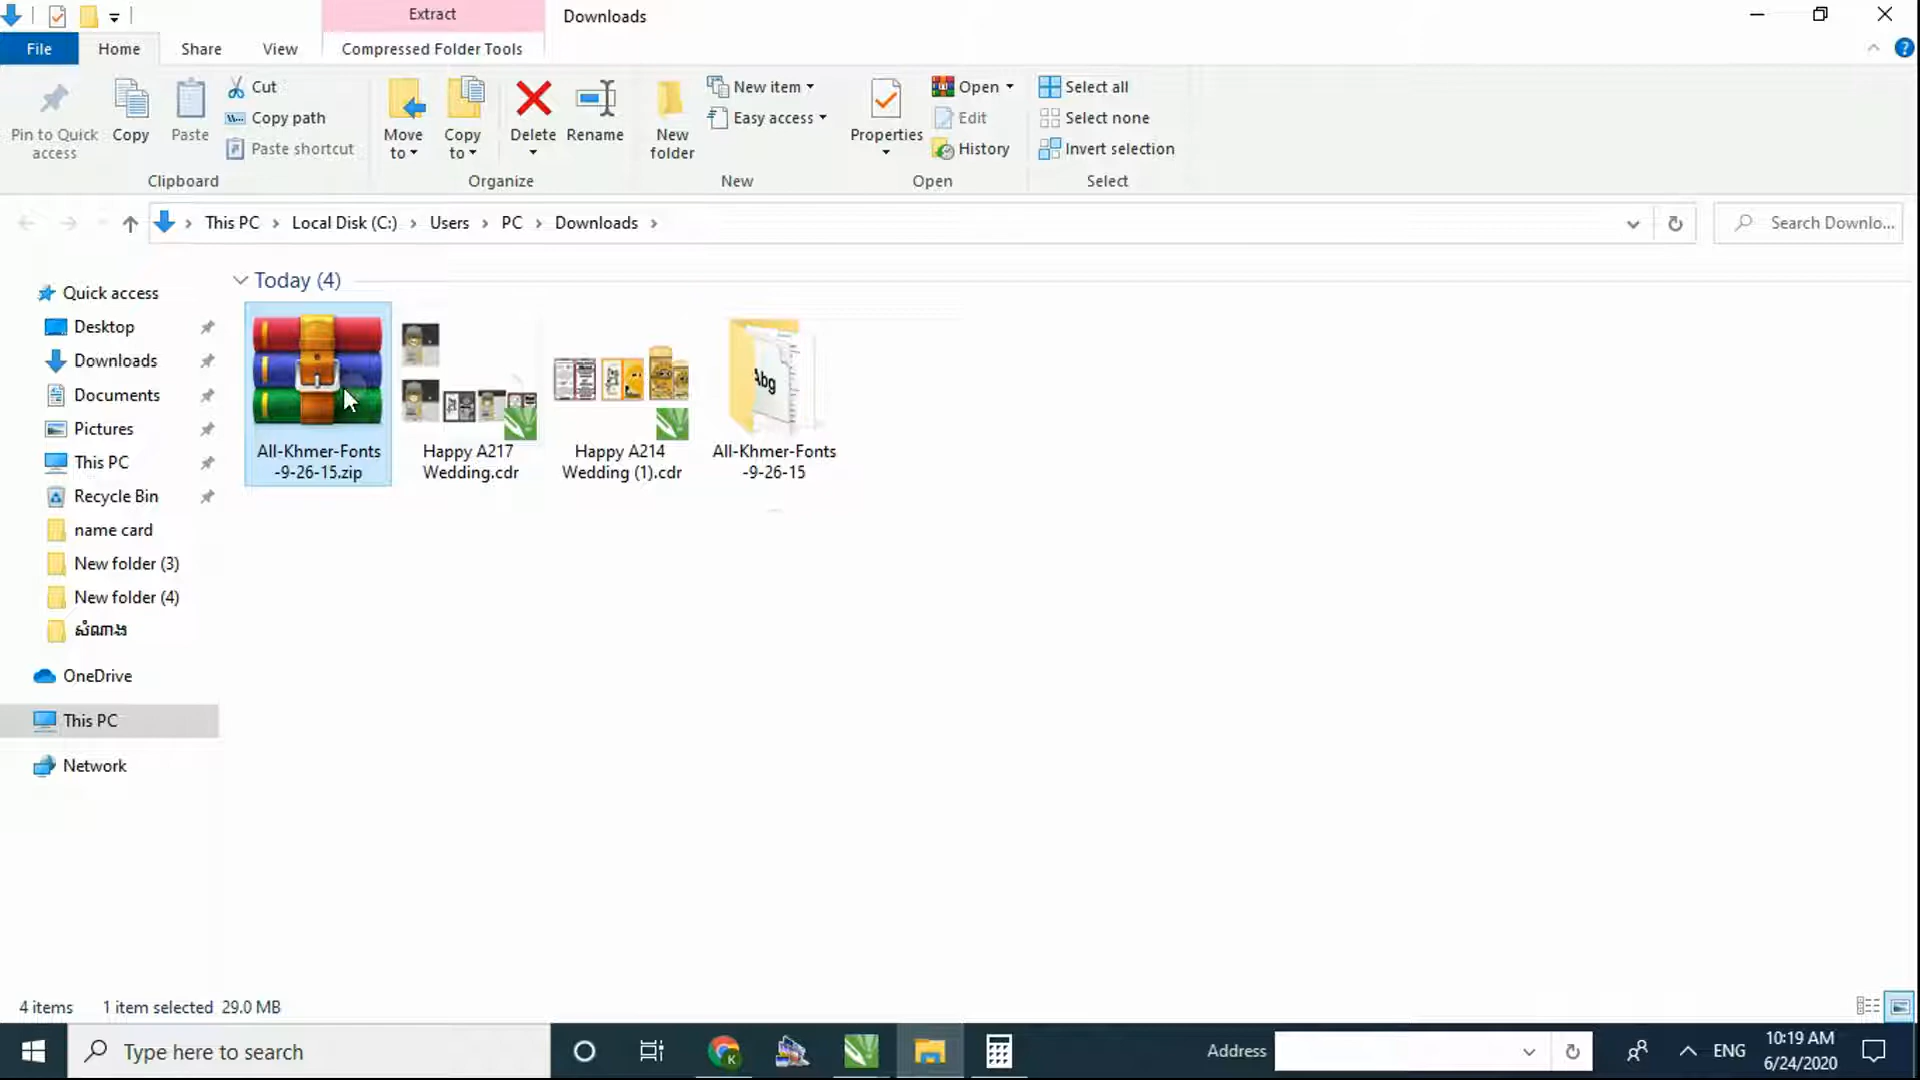 Extract
Downloads
File
Home
Share
View
Compressed Folder Tools
Pin to Quick access
Copy
Paste
Cut
Copy path
Paste shortcut
Clipboard
Move to
Copy to
Delete
Rename
Organize
New folder
New item
Easy access
New
Properties
Open
Edit
History
Open
Select all
Select none
Invert selection
Select
This PC
Local Disk (C:)
Users
PC
Downloads
Search Downlo...
Quick access
Desktop
Downloads
Documents
Pictures
This PC
Recycle Bin
name card
New folder (3)
New folder (4)
សំណាង
OneDrive
This PC
Network
Today (4)
All-Khmer-Fonts
-9-26-15.zip
Happy A217
Wedding.cdr
Happy A214
Wedding (1).cdr
Abg
All-Khmer-Fonts
-9-26-15
4 items
1 item selected 29.0 MB
Type here to search
K
Address
ENG
10:19 AM
6/24/2020